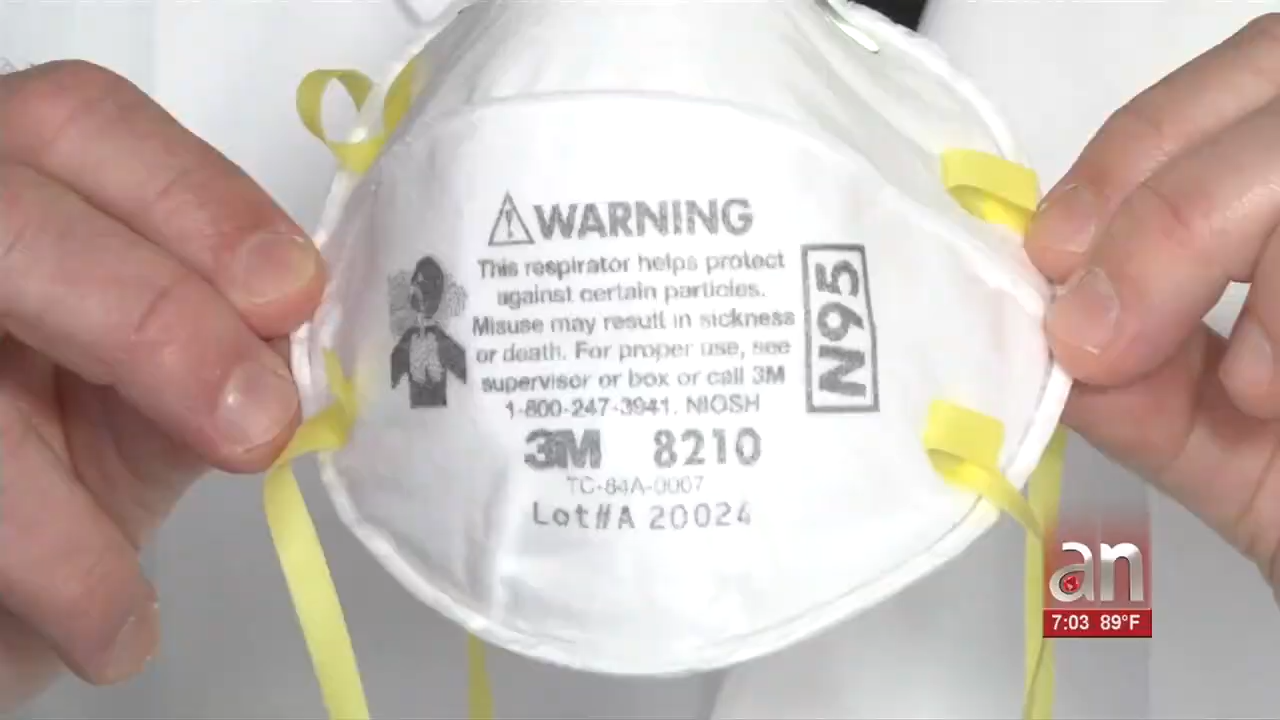 WARNING
This respirator helps protect
against certain particles.
Misuse may result in sickness
or death. For proper use, see
supervisor or box or call 3M
1-800-247-3941. NIOSH
N95
3M 8210
TC-84A-0007
Lot#A 20024
an
7:03 89°F